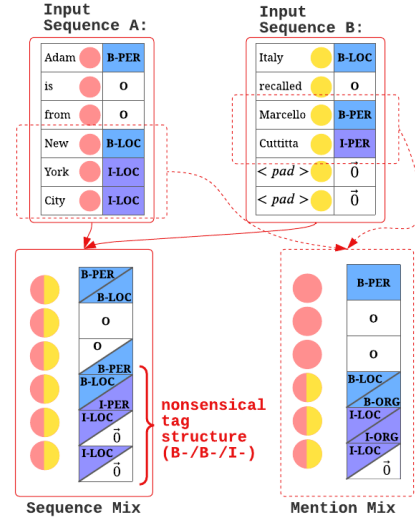 Input
Sequence A:
Input
Sequence B:
Adam B-PER
is O
from O
New B-LOC
York I-LOC
City I-LOC
Italy B-LOC
recalled O
Marcello B-PER
Cuttitta I-PER
< pad > 0⃗
< pad > 0⃗
B-PER
B-LOC
O
O
B-PER
B-LOC
I-PER
I-LOC
0⃗
I-LOC
0⃗
nonsensical
tag
structure
(B-/B-/I-)
B-PER
O
O
B-LOC
B-ORG
I-LOC
I-ORG
I-LOC
0⃗
Sequence Mix
Mention Mix